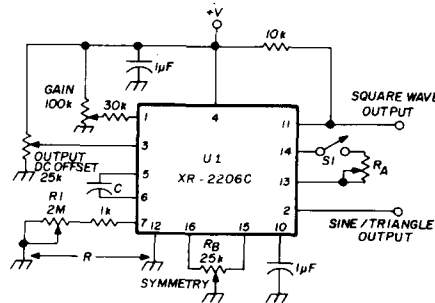 +V
10k
1µF
GAIN
100k
30k
1
4
11
SQUARE WAVE
OUTPUT
3
U1
XR-2206C
14
S1
OUTPUT
DC OFFSET
25k
5
C
6
13
RA
R1
2M
1k
7
12
16
RB
25k
15
10
2
SINE/TRIANGLE
OUTPUT
R
SYMMETRY
1µF